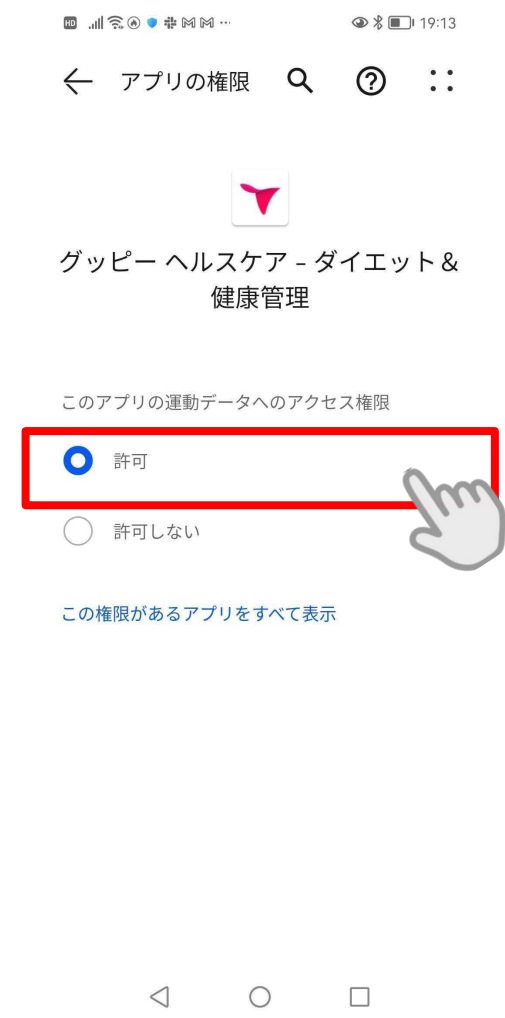 HD 19:13
アプリの権限
グッピー ヘルスケア - ダイエット＆
健康管理
このアプリの運動データへのアクセス権限
許可
許可しない
この権限があるアプリをすべて表示